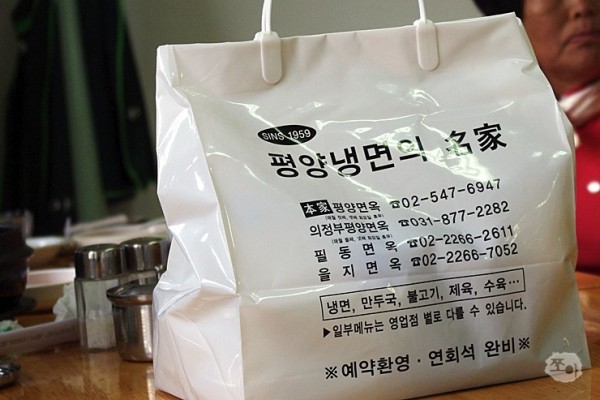 SINS 1959
평양냉면의 名家
本家평양면옥 ☎02-547-6947
의정부평양면옥 ☎031-877-2282
필동면옥 ☎02-2266-2611
을지면옥 ☎02-2266-7052
냉면, 만두국, 불고기, 제육, 수육…
▶일부메뉴는 영업점 별로 다를 수 있습니다.
※예약환영·연회석 완비※
쪼아